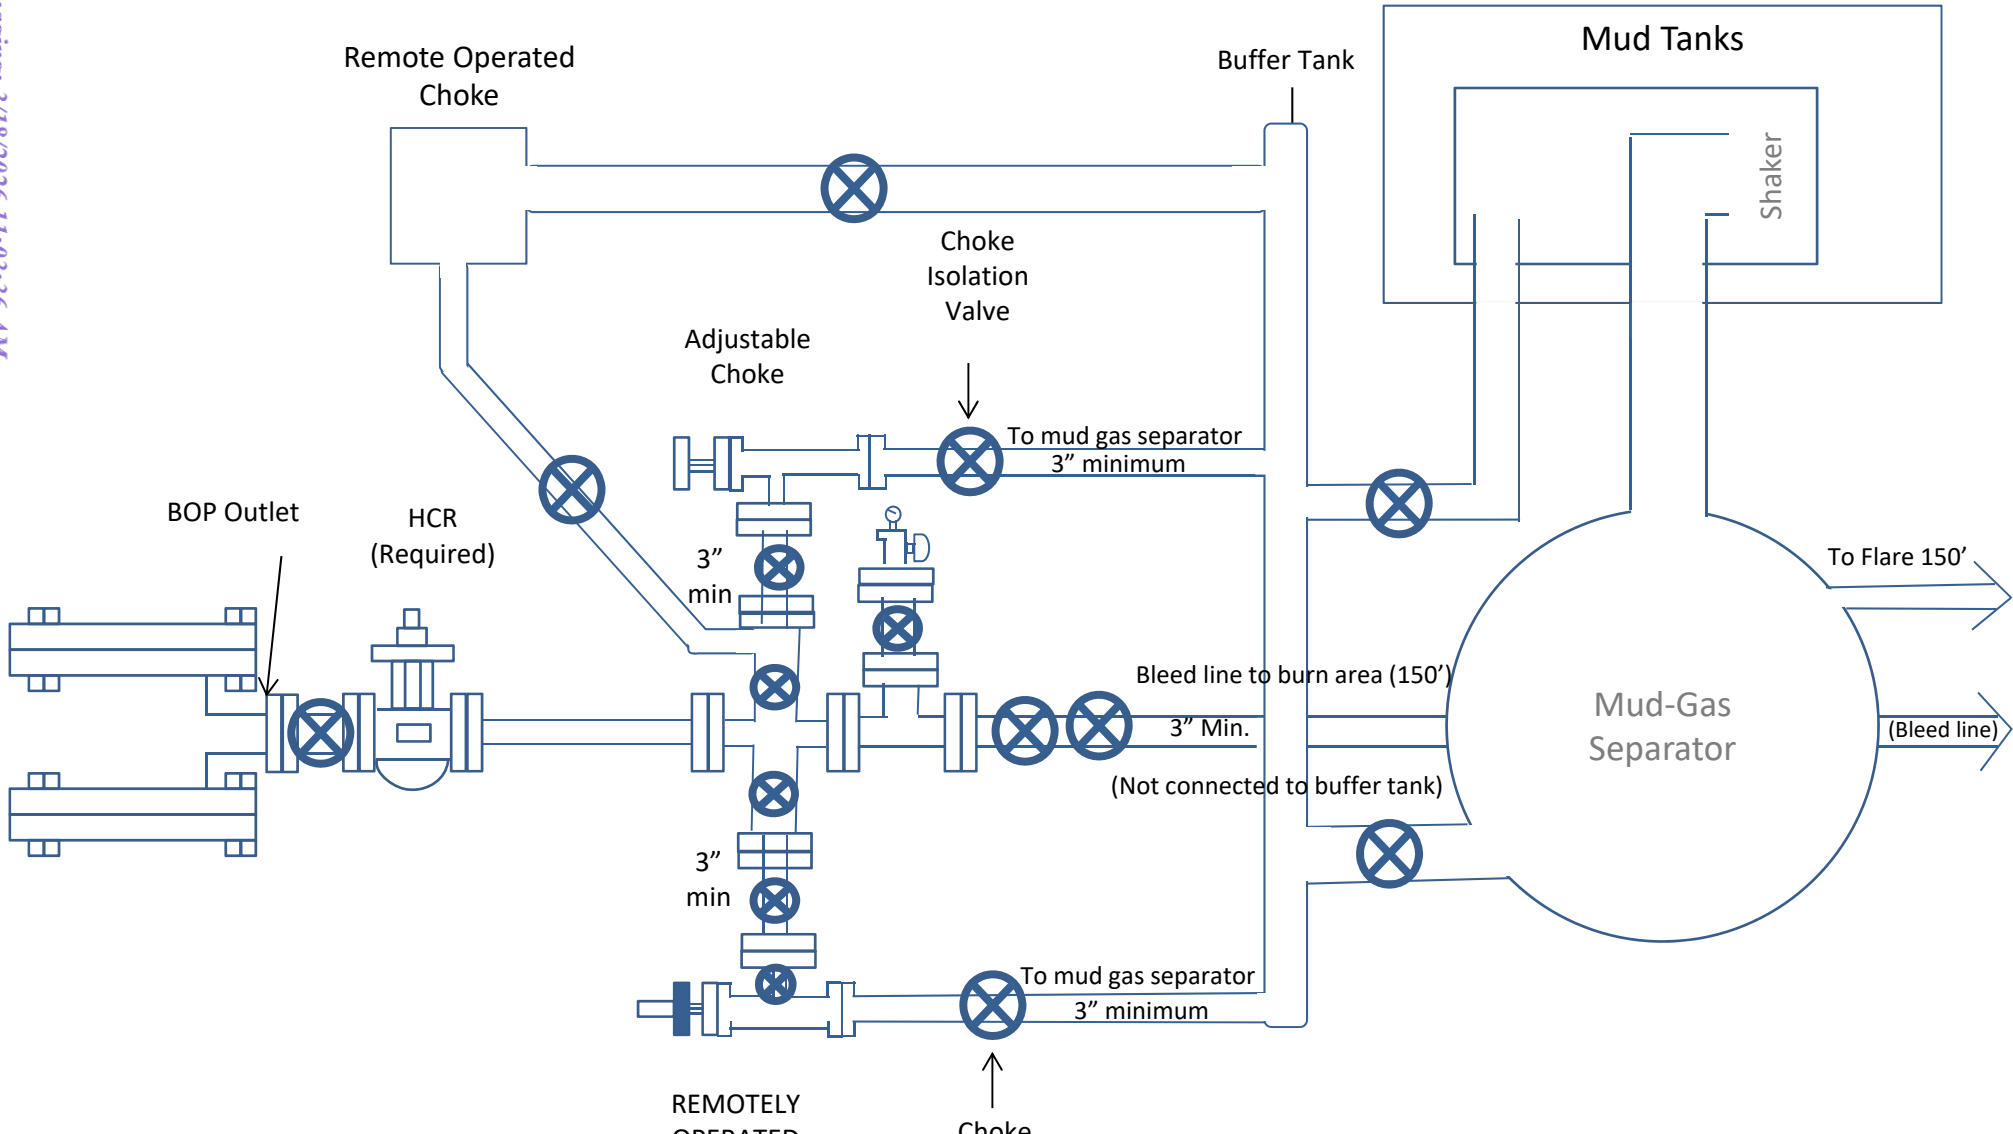 Mud Tanks
Remote Operated
Choke
Buffer Tank
Shaker
Choke
Isolation
Valve
Adjustable
Choke
To mud gas separator
3” minimum
BOP Outlet
HCR
(Required)
3”
min
To Flare 150’
Bleed line to burn area (150’)
3” Min.
(Not connected to buffer tank)
Mud-Gas
Separator
(Bleed line)
3”
min
To mud gas separator
3” minimum
REMOTELY
OPERATED
Choke